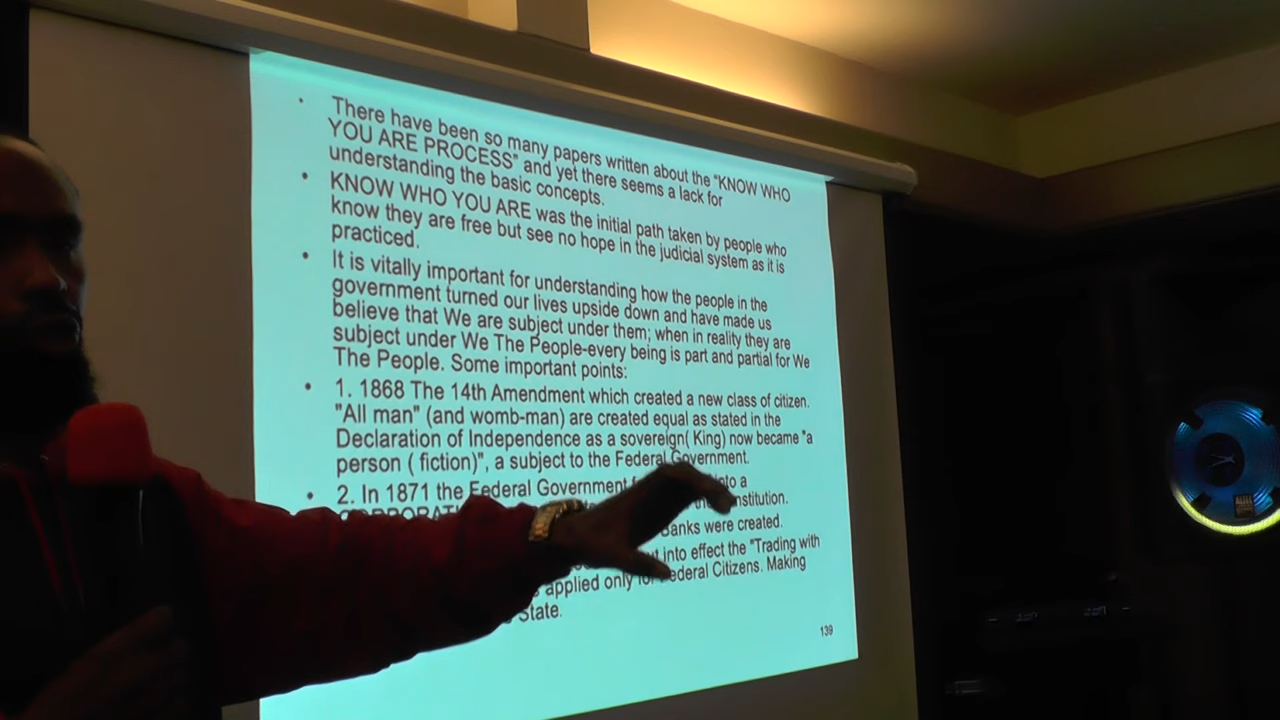 • There have been so many papers written about the "KNOW WHO
YOU ARE PROCESS" and yet there seems a lack for
understanding the basic concepts.
• KNOW WHO YOU ARE was the initial path taken by people who
know they are free but see no hope in the judicial system as it is
practiced.
• It is vitally important for understanding how the people in the
government turned our lives upside down and have made us
believe that We are subject under them; when in reality they are
subject under We The People-every being is part and partial for We
The People. Some important points:
• 1. 1868 The 14th Amendment which created a new class of citizen.
"All man" (and womb-man) are created equal as stated in the
Declaration of Independence as a sovereign( King) now became "a
person ( fiction)", a subject to the Federal Government.
• 2. In 1871 the Federal Government into a
Banks were created.
into effect the "Trading with
applied only Federal Citizens. Making
State.
139